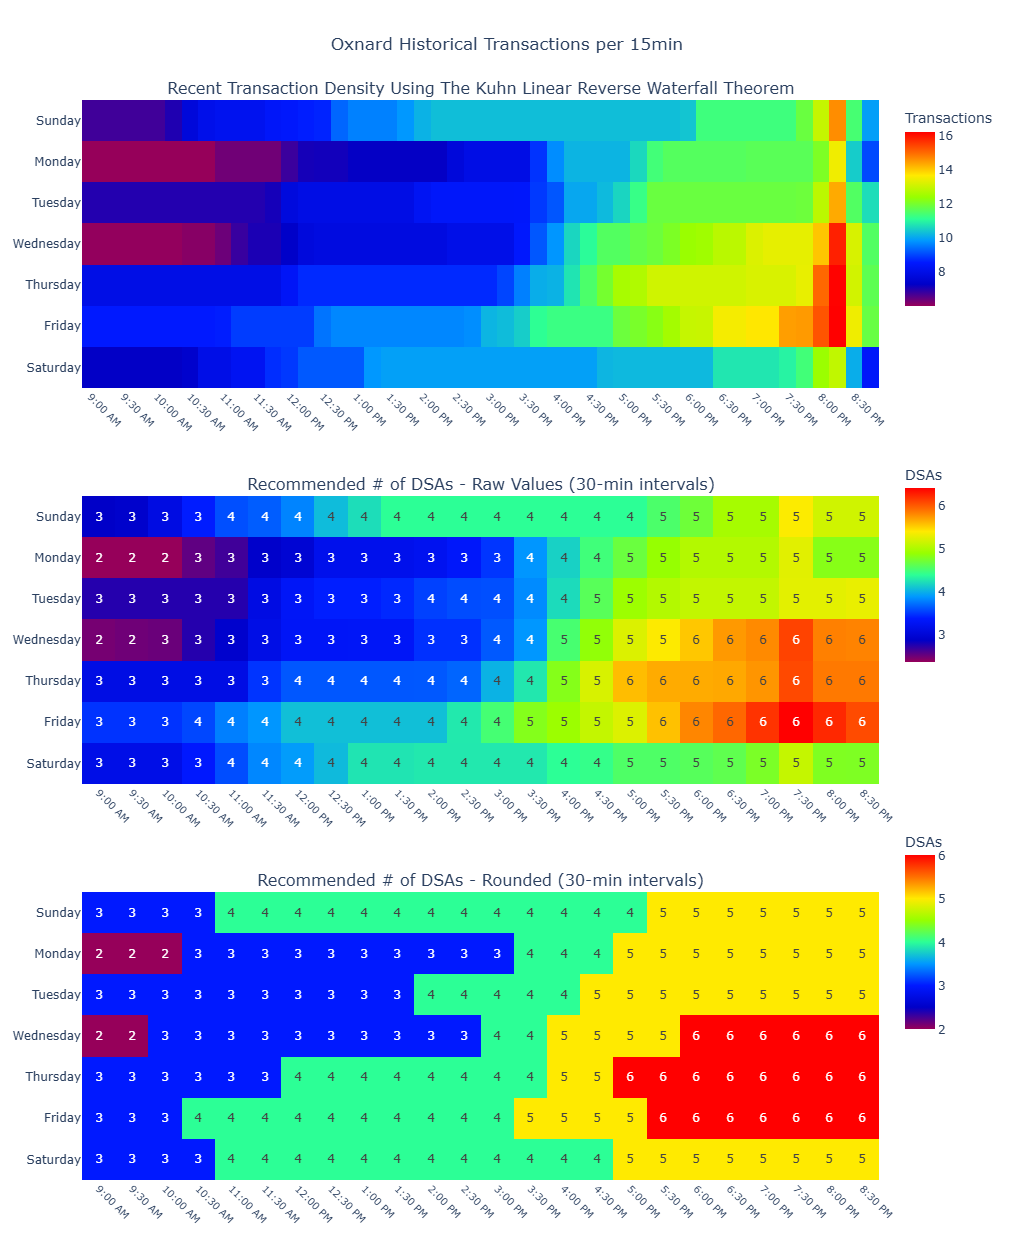 Oxnard Historical Transactions per 15min
Recent Transaction Density Using The Kuhn Linear Reverse Waterfall Theorem
Transactions
Sunday
Monday
Tuesday
Wednesday
Thursday
Friday
Saturday
16
14
12
10
8
9:00 AM 9:30 AM 10:00 AM 10:30 AM 11:00 AM 11:30 AM 12:00 PM 12:30 PM 1:00 PM 1:30 PM 2:00 PM 2:30 PM 3:00 PM 3:30 PM 4:00 PM 4:30 PM 5:00 PM 5:30 PM 6:00 PM 6:30 PM 7:00 PM 7:30 PM 8:00 PM 8:30 PM
Recommended # of DSAs - Raw Values (30-min intervals)
DSAs
Sunday 3 3 3 3 4 4 4 4 4 4 4 4 4 4 4 4 4 5 5 5 5 5 5 5
Monday 2 2 2 3 3 3 3 3 3 3 3 3 3 4 4 4 5 5 5 5 5 5 5 5
Tuesday 3 3 3 3 3 3 3 3 3 3 4 4 4 4 4 5 5 5 5 5 5 5 5 5
Wednesday 2 2 3 3 3 3 3 3 3 3 3 3 4 4 5 5 5 5 6 6 6 6 6 6
Thursday 3 3 3 3 3 3 4 4 4 4 4 4 4 4 5 5 6 6 6 6 6 6 6 6
Friday 3 3 3 4 4 4 4 4 4 4 4 4 4 5 5 5 5 6 6 6 6 6 6 6
Saturday 3 3 3 3 4 4 4 4 4 4 4 4 4 4 4 4 5 5 5 5 5 5 5 5
6
5
4
3
9:00 AM 9:30 AM 10:00 AM 10:30 AM 11:00 AM 11:30 AM 12:00 PM 12:30 PM 1:00 PM 1:30 PM 2:00 PM 2:30 PM 3:00 PM 3:30 PM 4:00 PM 4:30 PM 5:00 PM 5:30 PM 6:00 PM 6:30 PM 7:00 PM 7:30 PM 8:00 PM 8:30 PM
Recommended # of DSAs - Rounded (30-min intervals)
DSAs
Sunday 3 3 3 3 4 4 4 4 4 4 4 4 4 4 4 4 4 5 5 5 5 5 5 5
Monday 2 2 2 3 3 3 3 3 3 3 3 3 3 4 4 4 5 5 5 5 5 5 5 5
Tuesday 3 3 3 3 3 3 3 3 3 3 4 4 4 4 4 5 5 5 5 5 5 5 5 5
Wednesday 2 2 3 3 3 3 3 3 3 3 3 3 4 4 5 5 5 5 6 6 6 6 6 6
Thursday 3 3 3 3 3 3 4 4 4 4 4 4 4 4 5 5 6 6 6 6 6 6 6 6
Friday 3 3 3 4 4 4 4 4 4 4 4 4 4 5 5 5 5 6 6 6 6 6 6 6
Saturday 3 3 3 3 4 4 4 4 4 4 4 4 4 4 4 4 5 5 5 5 5 5 5 5
6
5
4
3
2
9:00 AM 9:30 AM 10:00 AM 10:30 AM 11:00 AM 11:30 AM 12:00 PM 12:30 PM 1:00 PM 1:30 PM 2:00 PM 2:30 PM 3:00 PM 3:30 PM 4:00 PM 4:30 PM 5:00 PM 5:30 PM 6:00 PM 6:30 PM 7:00 PM 7:30 PM 8:00 PM 8:30 PM